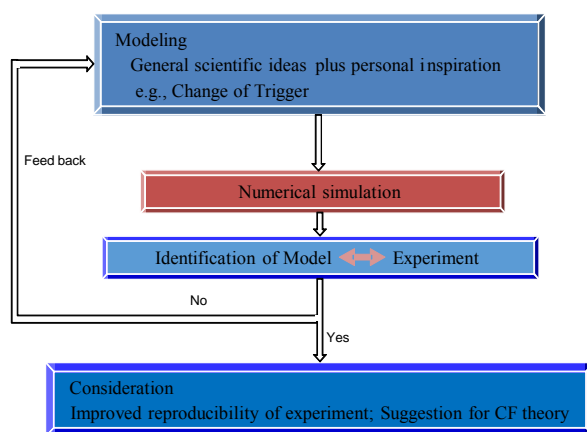 Modeling
General scientific ideas plus personal inspiration
e.g., Change of Trigger
Feed back
Numerical simulation
Identification of Model Experiment
No
Yes
Consideration
Improved reproducibility of experiment; Suggestion for CF theory